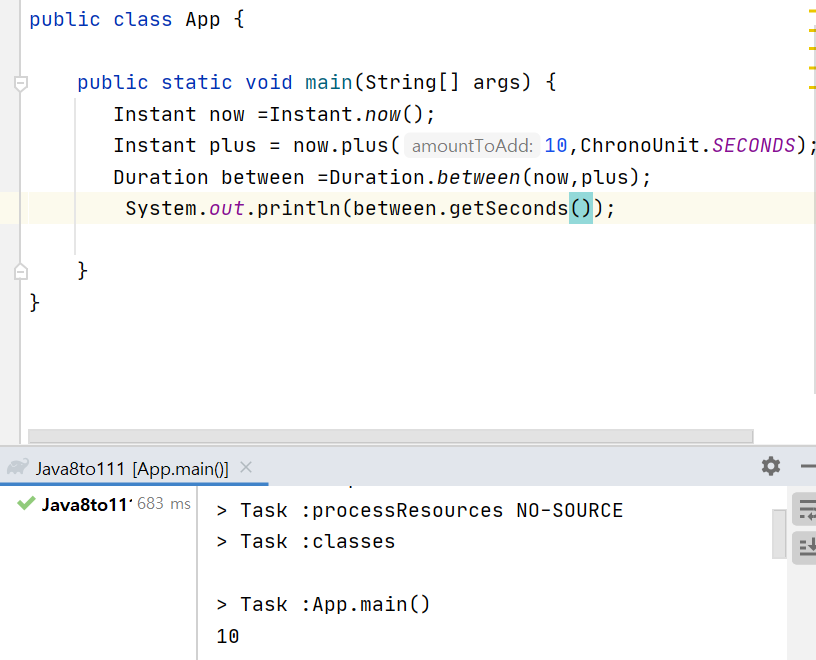 public class App {
public static void main(String[] args) {
Instant now =Instant.now();
Instant plus = now.plus( amountToAdd: 10,ChronoUnit.SECONDS);
Duration between =Duration.between(now,plus);
System.out.println(between.getSeconds());
}
}
Java8to111 [App.main()]
Java8to11 683 ms
> Task :processResources NO-SOURCE
> Task :classes
> Task :App.main()
10